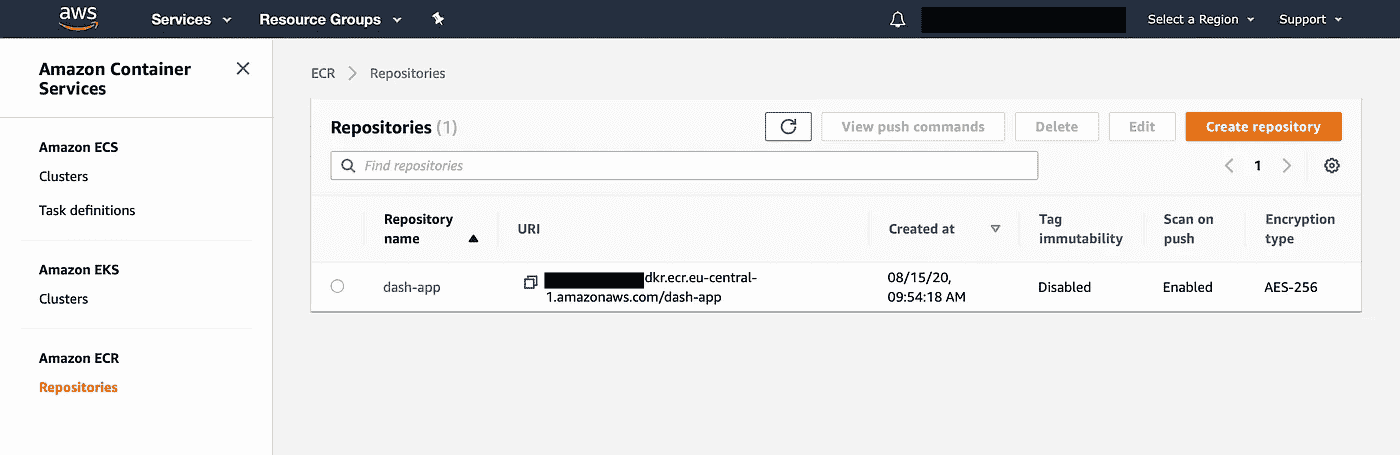 aws
Services
Resource Groups
Select a Region
Support
Amazon Container
Services
Amazon ECS
Clusters
Task definitions
Amazon EKS
Clusters
Amazon ECR
Repositories
ECR
Repositories
Repositories (1)
View push commands
Delete
Edit
Create repository
Find repositories
1
Repository
name
URI
Created at
Tag
immutability
Scan on
push
Encryption
type
dash-app
dkr.ecr.eu-central-
1.amazonaws.com/dash-app
08/15/20,
09:54:18 AM
Disabled
Enabled
AES-256